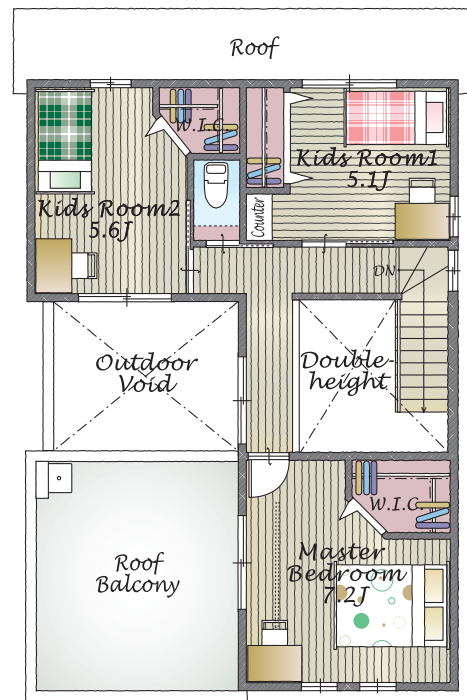 Roof
W.I.C.
Kids Room1
5.1J
Kids Room2
5.6J
Counter
DN
Outdoor
Void
Double-
height
W.I.C.
Roof
Balcony
Master
Bedroom
7.2J